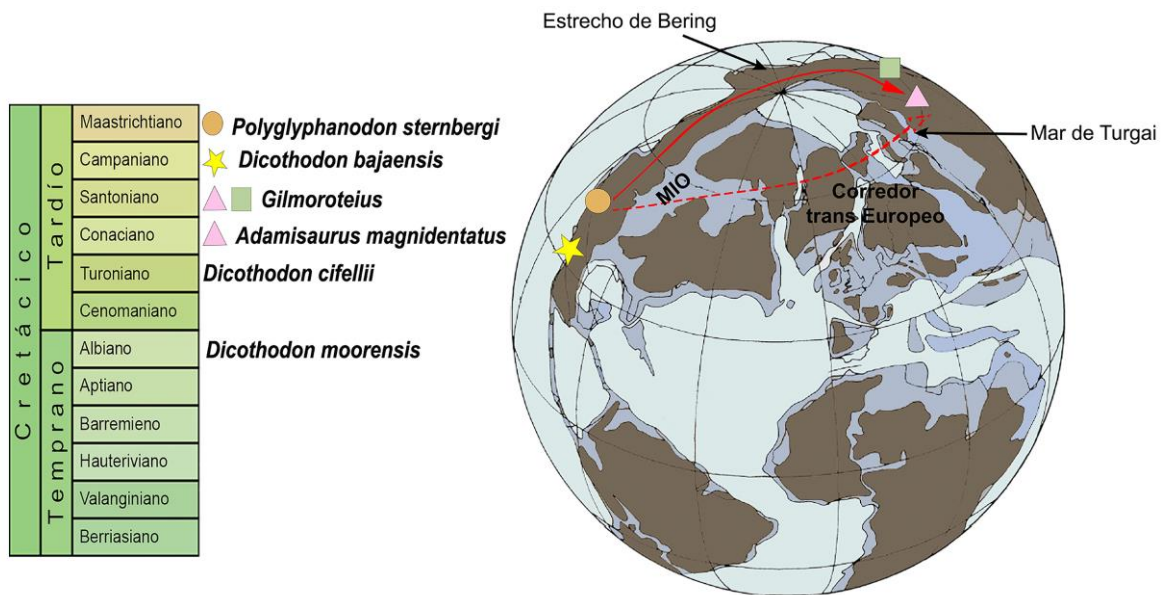 Cretácico
Tardío
Temprano
Maastrichtiano
Campaniano
Santoniano
Conaciano
Turoniano
Cenomaniano
Albiano
Aptiano
Barremieno
Hauteriviano
Valanginiano
Berriasiano
Polyglyphanodon sternbergi
Dicothodon bajaensis
Gilmoroteius
Adamisaurus magnidentatus
Dicothodon cifellii
Dicothodon moorensis
Estrecho de Bering
Mar de Turgai
MIO
Corredor
trans Europeo